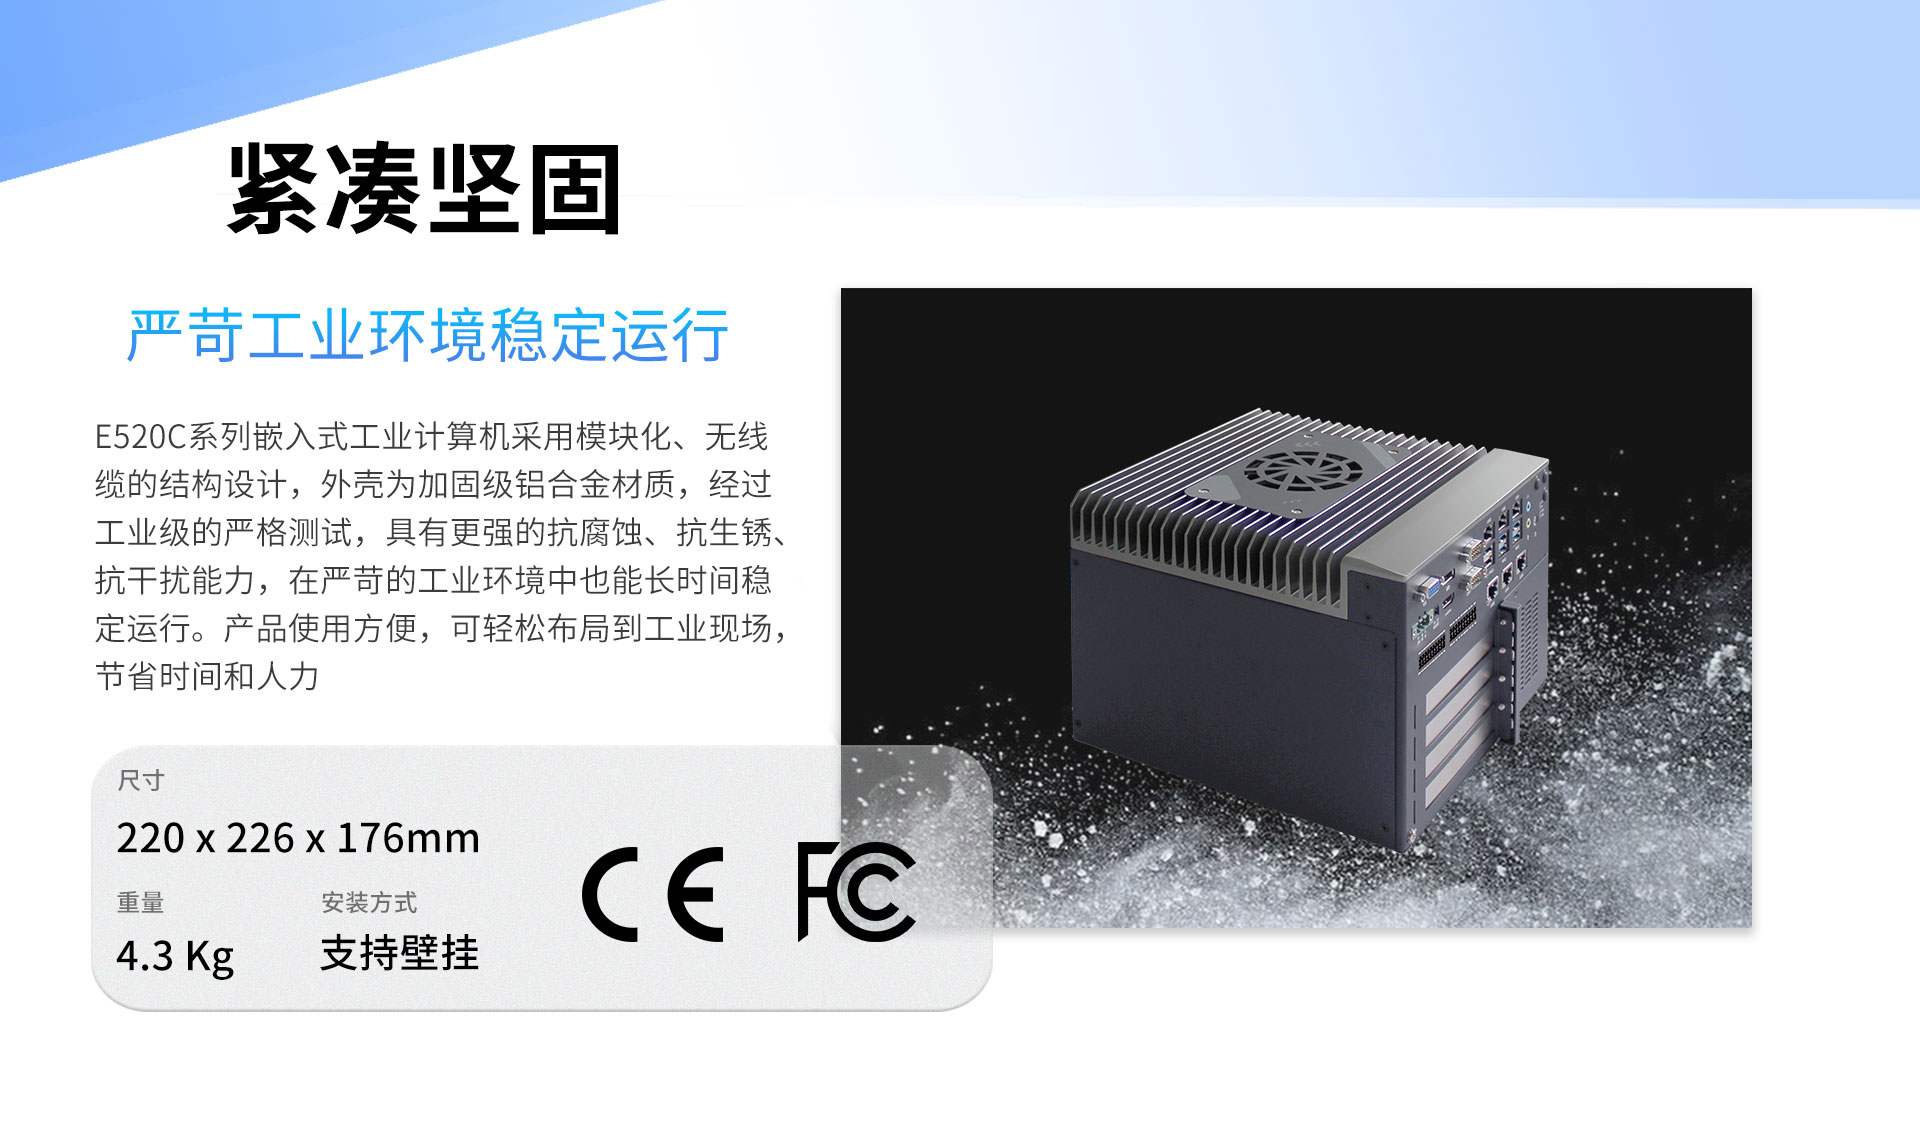 紧凑坚固
严苛工业环境稳定运行
E520C系列嵌入式工业计算机采用模块化、无线
缆的结构设计，外壳为加固级铝合金材质，经过
工业级的严格测试，具有更强的抗腐蚀、抗生锈、
抗干扰能力，在严苛的工业环境中也能长时间稳
定运行。产品使用方便，可轻松布局到工业现场，
节省时间和人力
尺寸
220 x 226 x 176mm
重量
4.3 Kg
安装方式
支持壁挂
CE
FC